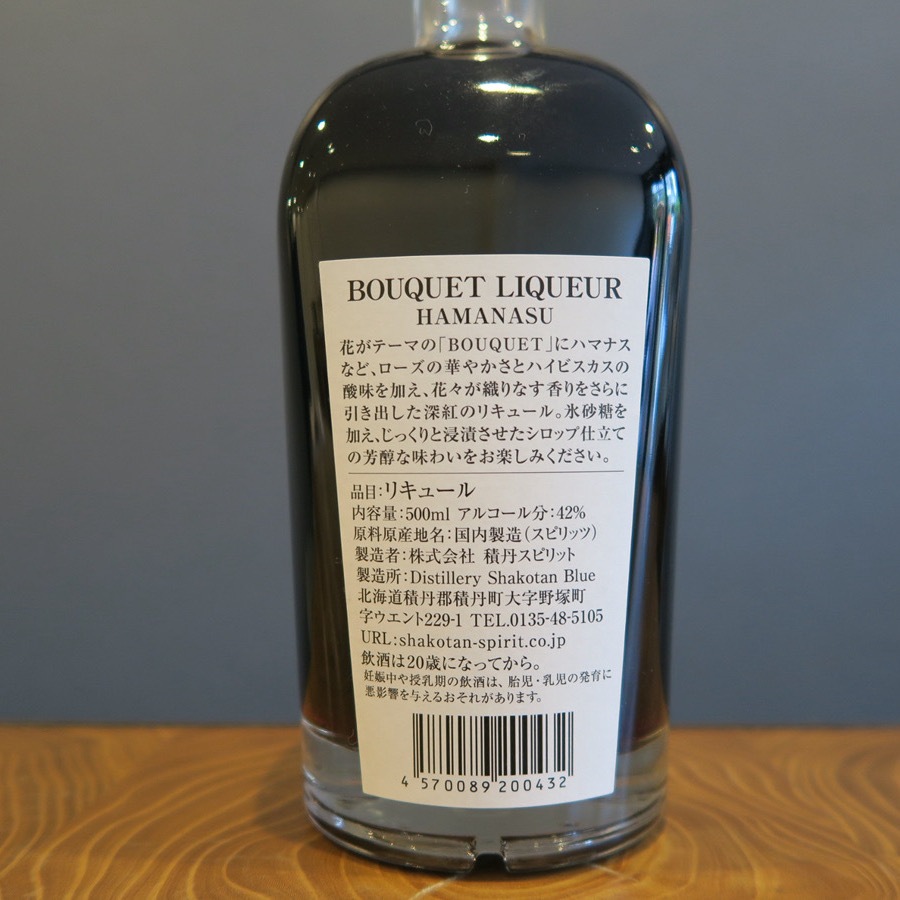 BOUQUET LIQUEUR
HAMANASU
花がテーマの「BOUQUET」にハマナス
など、ローズの華やかさとハイビスカスの
酸味を加え、花々が織りなす香りをさらに
引き出した深紅のリキュール。氷砂糖を
加え、じっくりと浸漬させたシロップ仕立て
の芳醇な味わいをお楽しみください。
品目:リキュール
内容量:500ml アルコール分:42%
原料原産地名:国内製造(スピリッツ)
製造者:株式会社 積丹スピリット
製造所:Distillery Shakotan Blue
北海道積丹郡積丹町大字野塚町
字ウエント229-1 TEL.0135-48-5105
URL:shakotan-spirit.co.jp
飲酒は20歳になってから。
妊娠中や授乳期の飲酒は、胎児・乳児の発育に
悪影響を与えるおそれがあります。
4 570089 200432